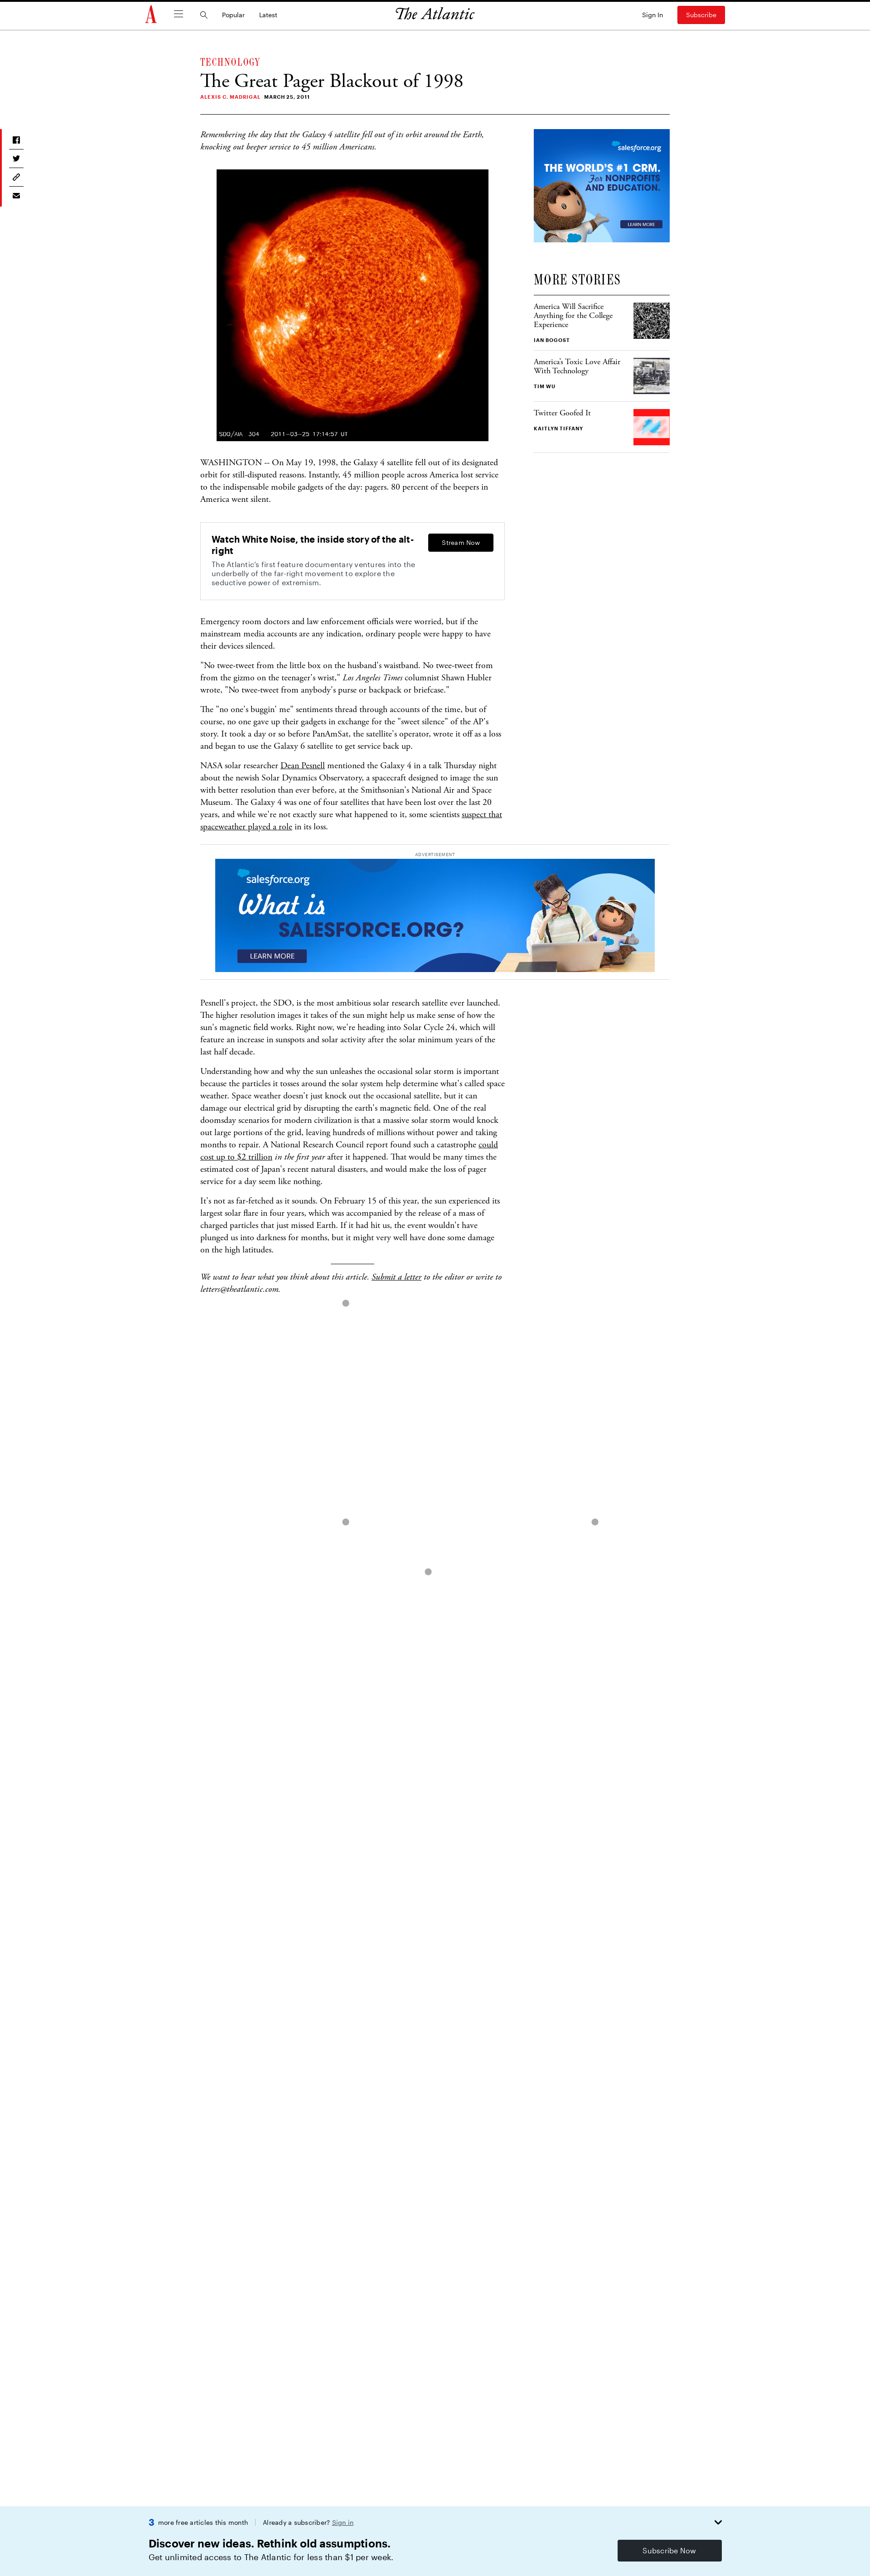 A
Popular
Latest
The Atlantic
Sign In
Subscribe
TECHNOLOGY
The Great Pager Blackout of 1998
ALEXIS C. MADRIGAL MARCH 25, 2011
Remembering the day that the Galaxy 4 satellite fell out of its orbit around the Earth,
knocking out beeper service to 45 million Americans.
SDO/AIA 304 2011-03-25 17:14:57 UT
WASHINGTON -- On May 19, 1998, the Galaxy 4 satellite fell out of its designated
orbit for still-disputed reasons. Instantly, 45 million people across America lost service
to the indispensable mobile gadgets of the day: pagers. 80 percent of the beepers in
America went silent.
Watch White Noise, the inside story of the alt-
right
The Atlantic's first feature documentary ventures into the
underbelly of the far-right movement to explore the
seductive power of extremism.
Stream Now
Emergency room doctors and law enforcement officials were worried, but if the
mainstream media accounts are any indication, ordinary people were happy to have
their devices silenced.
"No twee-tweet from the little box on the husband's waistband. No twee-tweet from
from the gizmo on the teenager's wrist," Los Angeles Times columnist Shawn Hubler
wrote, "No twee-tweet from anybody's purse or backpack or briefcase."
The "no one's buggin' me" sentiments thread through accounts of the time, but of
course, no one gave up their gadgets in exchange for the "sweet silence" of the AP's
story. It took a day or so before PanAmSat, the satellite's operator, wrote it off as a loss
and began to use the Galaxy 6 satellite to get service back up.
NASA solar researcher Dean Pesnell mentioned the Galaxy 4 in a talk Thursday night
about the newish Solar Dynamics Observatory, a spacecraft designed to image the sun
with better resolution than ever before, at the Smithsonian's National Air and Space
Museum. The Galaxy 4 was one of four satellites that have been lost over the last 20
years, and while we're not exactly sure what happened to it, some scientists suspect that
spaceweather played a role in its loss.
ADVERTISEMENT
salesforce.org
What is
SALESFORCE.ORG?
LEARN MORE
Pesnell's project, the SDO, is the most ambitious solar research satellite ever launched.
The higher resolution images it takes of the sun might help us make sense of how the
sun's magnetic field works. Right now, we're heading into Solar Cycle 24, which will
feature an increase in sunspots and solar activity after the solar minimum years of the
last half decade.
Understanding how and why the sun unleashes the occasional solar storm is important
because the particles it tosses around the solar system help determine what's called space
weather. Space weather doesn't just knock out the occasional satellite, but it can
damage our electrical grid by disrupting the earth's magnetic field. One of the real
doomsday scenarios for modern civilization is that a massive solar storm would knock
out large portions of the grid, leaving hundreds of millions without power and taking
months to repair. A National Research Council report found such a catastrophe could
cost up to $2 trillion in the first year after it happened. That would be many times the
estimated cost of Japan's recent natural disasters, and would make the loss of pager
service for a day seem like nothing.
It's not as far-fetched as it sounds. On February 15 of this year, the sun experienced its
largest solar flare in four years, which was accompanied by the release of a mass of
charged particles that just missed Earth. If it had hit us, the event wouldn't have
plunged us into darkness for months, but it might very well have done some damage
on the high latitudes.
We want to hear what you think about this article. Submit a letter to the editor or write to
letters@theatlantic.com.
salesforce.org
THE WORLD'S #1 CRM.
For NONPROFITS
AND EDUCATION.
LEARN MORE
MORE STORIES
America Will Sacrifice
Anything for the College
Experience
IAN BOGOST
America's Toxic Love Affair
With Technology
TIM WU
Twitter Goofed It
KAITLYN TIFFANY
3 more free articles this month
Already a subscriber? Sign in
Discover new ideas. Rethink old assumptions.
Get unlimited access to The Atlantic for less than $1 per week.
Subscribe Now